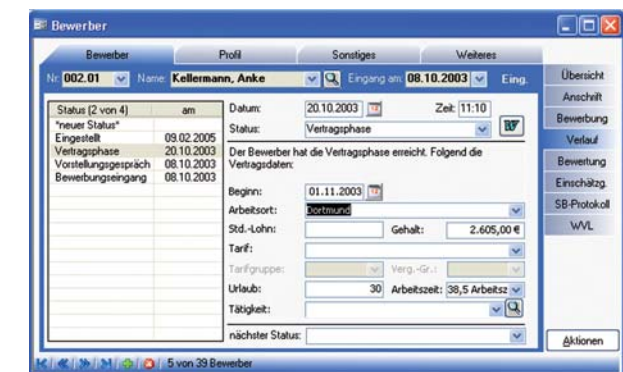 Bewerber
Bewerber Profil Sonstiges Weiteres
Nr: 002.01 Name: Kellermann, Anke Eingang am: 08.10.2003 Eing.
Übersicht
Anschrift
Bewerbung
Verlauf
Bewertung
Einschätzg.
SB-Protokoll
WVL
Aktionen
Status (2 von 4) am
*neuer Status*
Eingestellt 09.02.2005
Vertragsphase 20.10.2003
Vorstellungsgespräch 08.10.2003
Bewerbungseingang 08.10.2003
Datum: 20.10.2003 Zeit: 11:10
Status: Vertragsphase
Der Bewerber hat die Vertragsphase erreicht. Folgend die
Vertragsdaten:
Beginn: 01.11.2003
Arbeitsort: Dortmund
Std.-Lohn: Gehalt: 2.605,00 €
Tarif:
Tarifgruppe: Verg.-Gr.:
Urlaub: 30 Arbeitszeit: 38,5 Arbeitsz
Tätigkeit:
nächster Status:
5 von 39 Bewerber